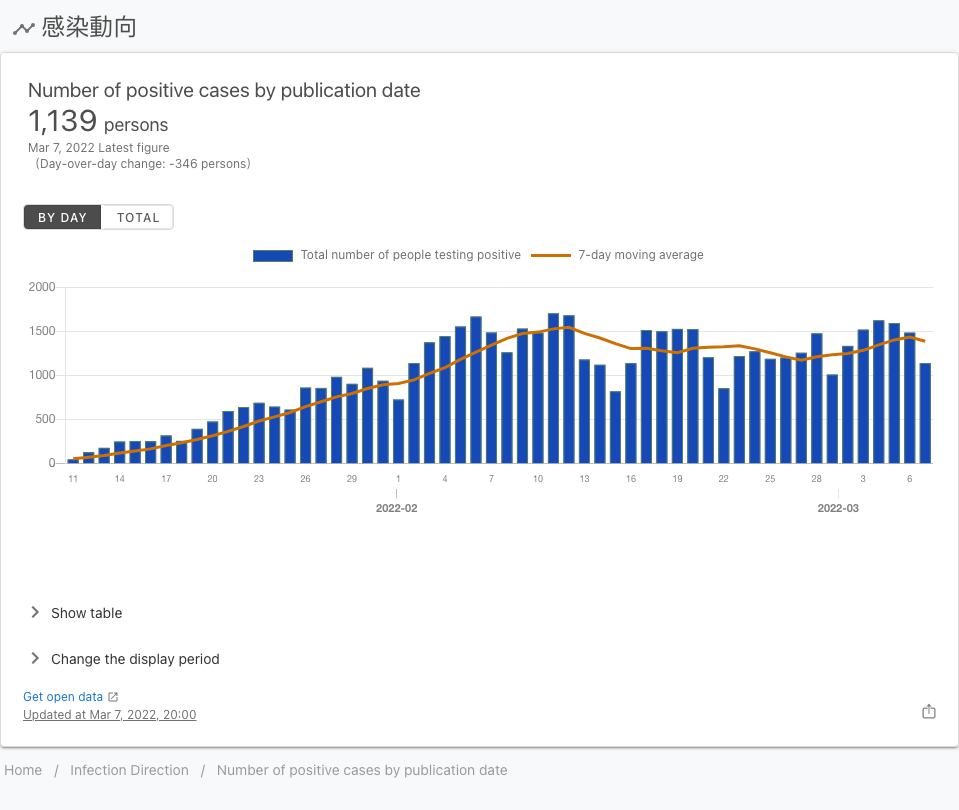 感染動向
Number of positive cases by publication date
1,139 persons
Mar 7, 2022 Latest figure
(Day-over-day change: -346 persons)
BY DAY TOTAL
Total number of people testing positive 7-day moving average
2000
1500
1000
500
0
11 14 17 20 23 26 29 1 4 7 10 13 16 19 22 25 28 3 6
2022-02 2022-03
Show table
Change the display period
Get open data
Updated at Mar 7, 2022, 20:00
Home / Infection Direction / Number of positive cases by publication date